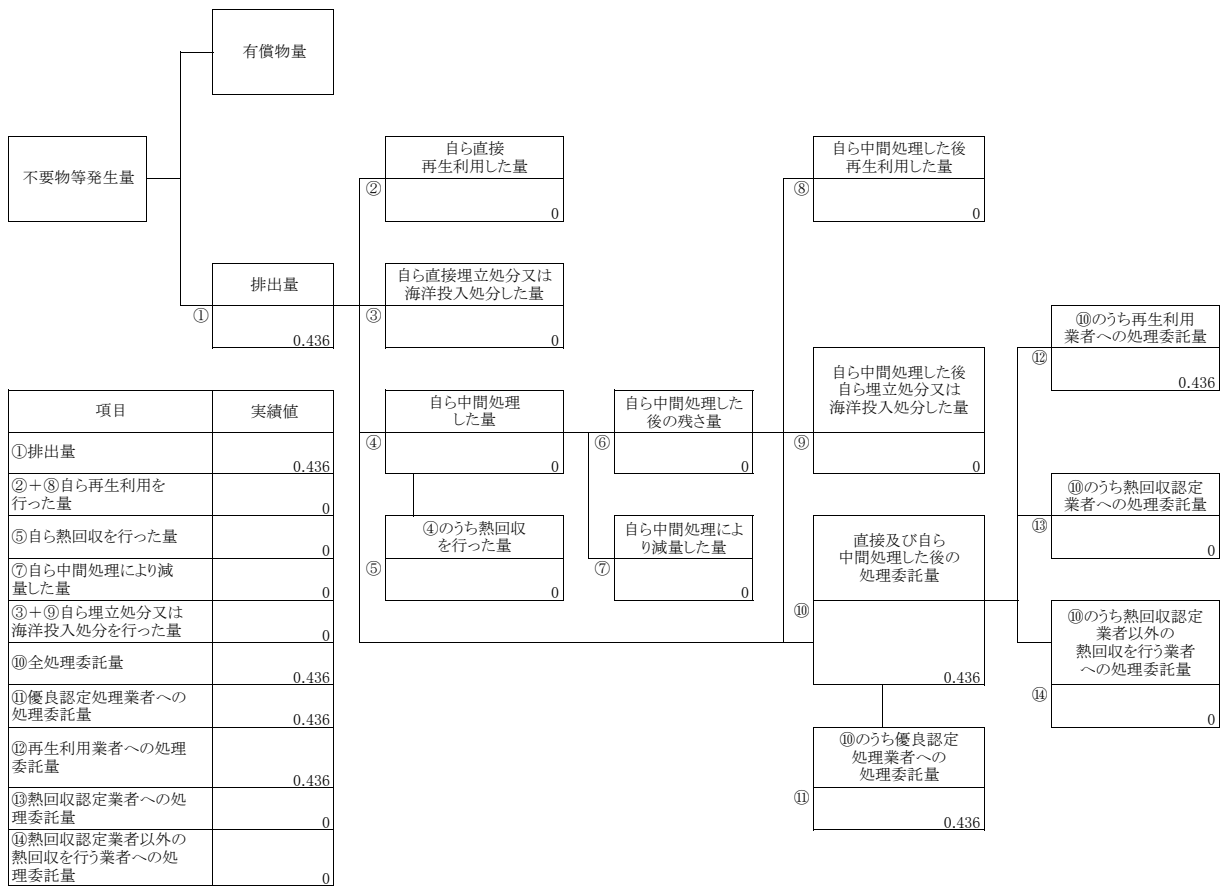 有償物量
不要物等発生量
排出量
①
0.436
自ら直接
再生利用した量
②
0
自ら直接埋立処分又は
海洋投入処分した量
③
0
自ら中間処理
した量
④
0
④のうち熱回収
を行った量
⑤
0
自ら中間処理した
後の残さ量
⑥
0
自ら中間処理によ
り減量した量
⑦
0
自ら中間処理した後
再生利用した量
⑧
0
自ら中間処理した後
自ら埋立処分又は
海洋投入処分した量
⑨
0
直接及び自ら
中間処理した後の
処理委託量
⑩
0.436
⑩のうち優良認定
処理業者への
処理委託量
⑪
0.436
⑩のうち再生利用
業者への処理委託量
⑫
0.436
⑩のうち熱回収認定
業者への処理委託量
⑬
0
⑩のうち熱回収認定
業者以外の
熱回収を行う業者
への処理委託量
⑭
0
項目 実績値
①排出量
0.436
②＋⑧自ら再生利用を
行った量
0
⑤自ら熱回収を行った量
0
⑦自ら中間処理により減
量した量
0
③＋⑨自ら埋立処分又は
海洋投入処分を行った量
0
⑩全処理委託量
0.436
⑪優良認定処理業者への
処理委託量
0.436
⑫再生利用業者への処理
委託量
0.436
⑬熱回収認定業者への処
理委託量
0
⑭熱回収認定業者以外の
熱回収を行う業者への処
理委託量
0